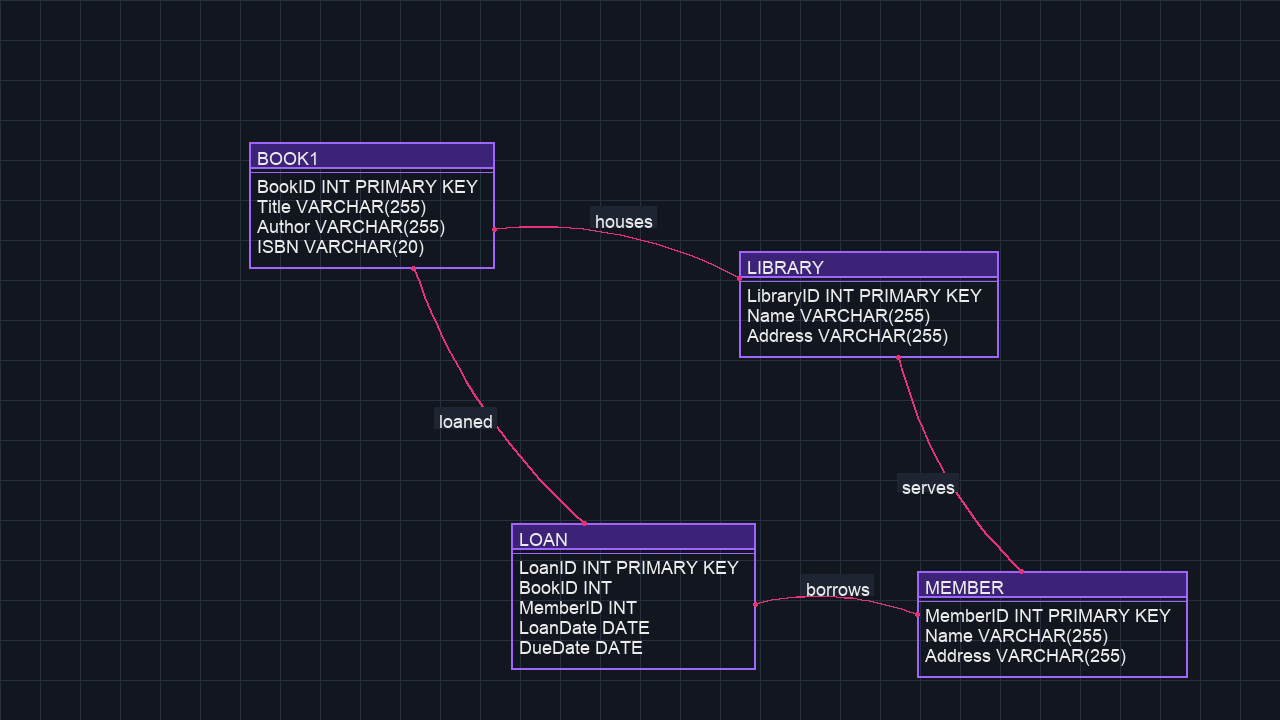 BOOK1
BookID INT PRIMARY KEY
Title VARCHAR(255)
Author VARCHAR(255)
ISBN VARCHAR(20)
houses
LIBRARY
LibraryID INT PRIMARY KEY
Name VARCHAR(255)
Address VARCHAR(255)
loaned
serves
LOAN
LoanID INT PRIMARY KEY
BookID INT
MemberID INT
LoanDate DATE
DueDate DATE
borrows
MEMBER
MemberID INT PRIMARY KEY
Name VARCHAR(255)
Address VARCHAR(255)